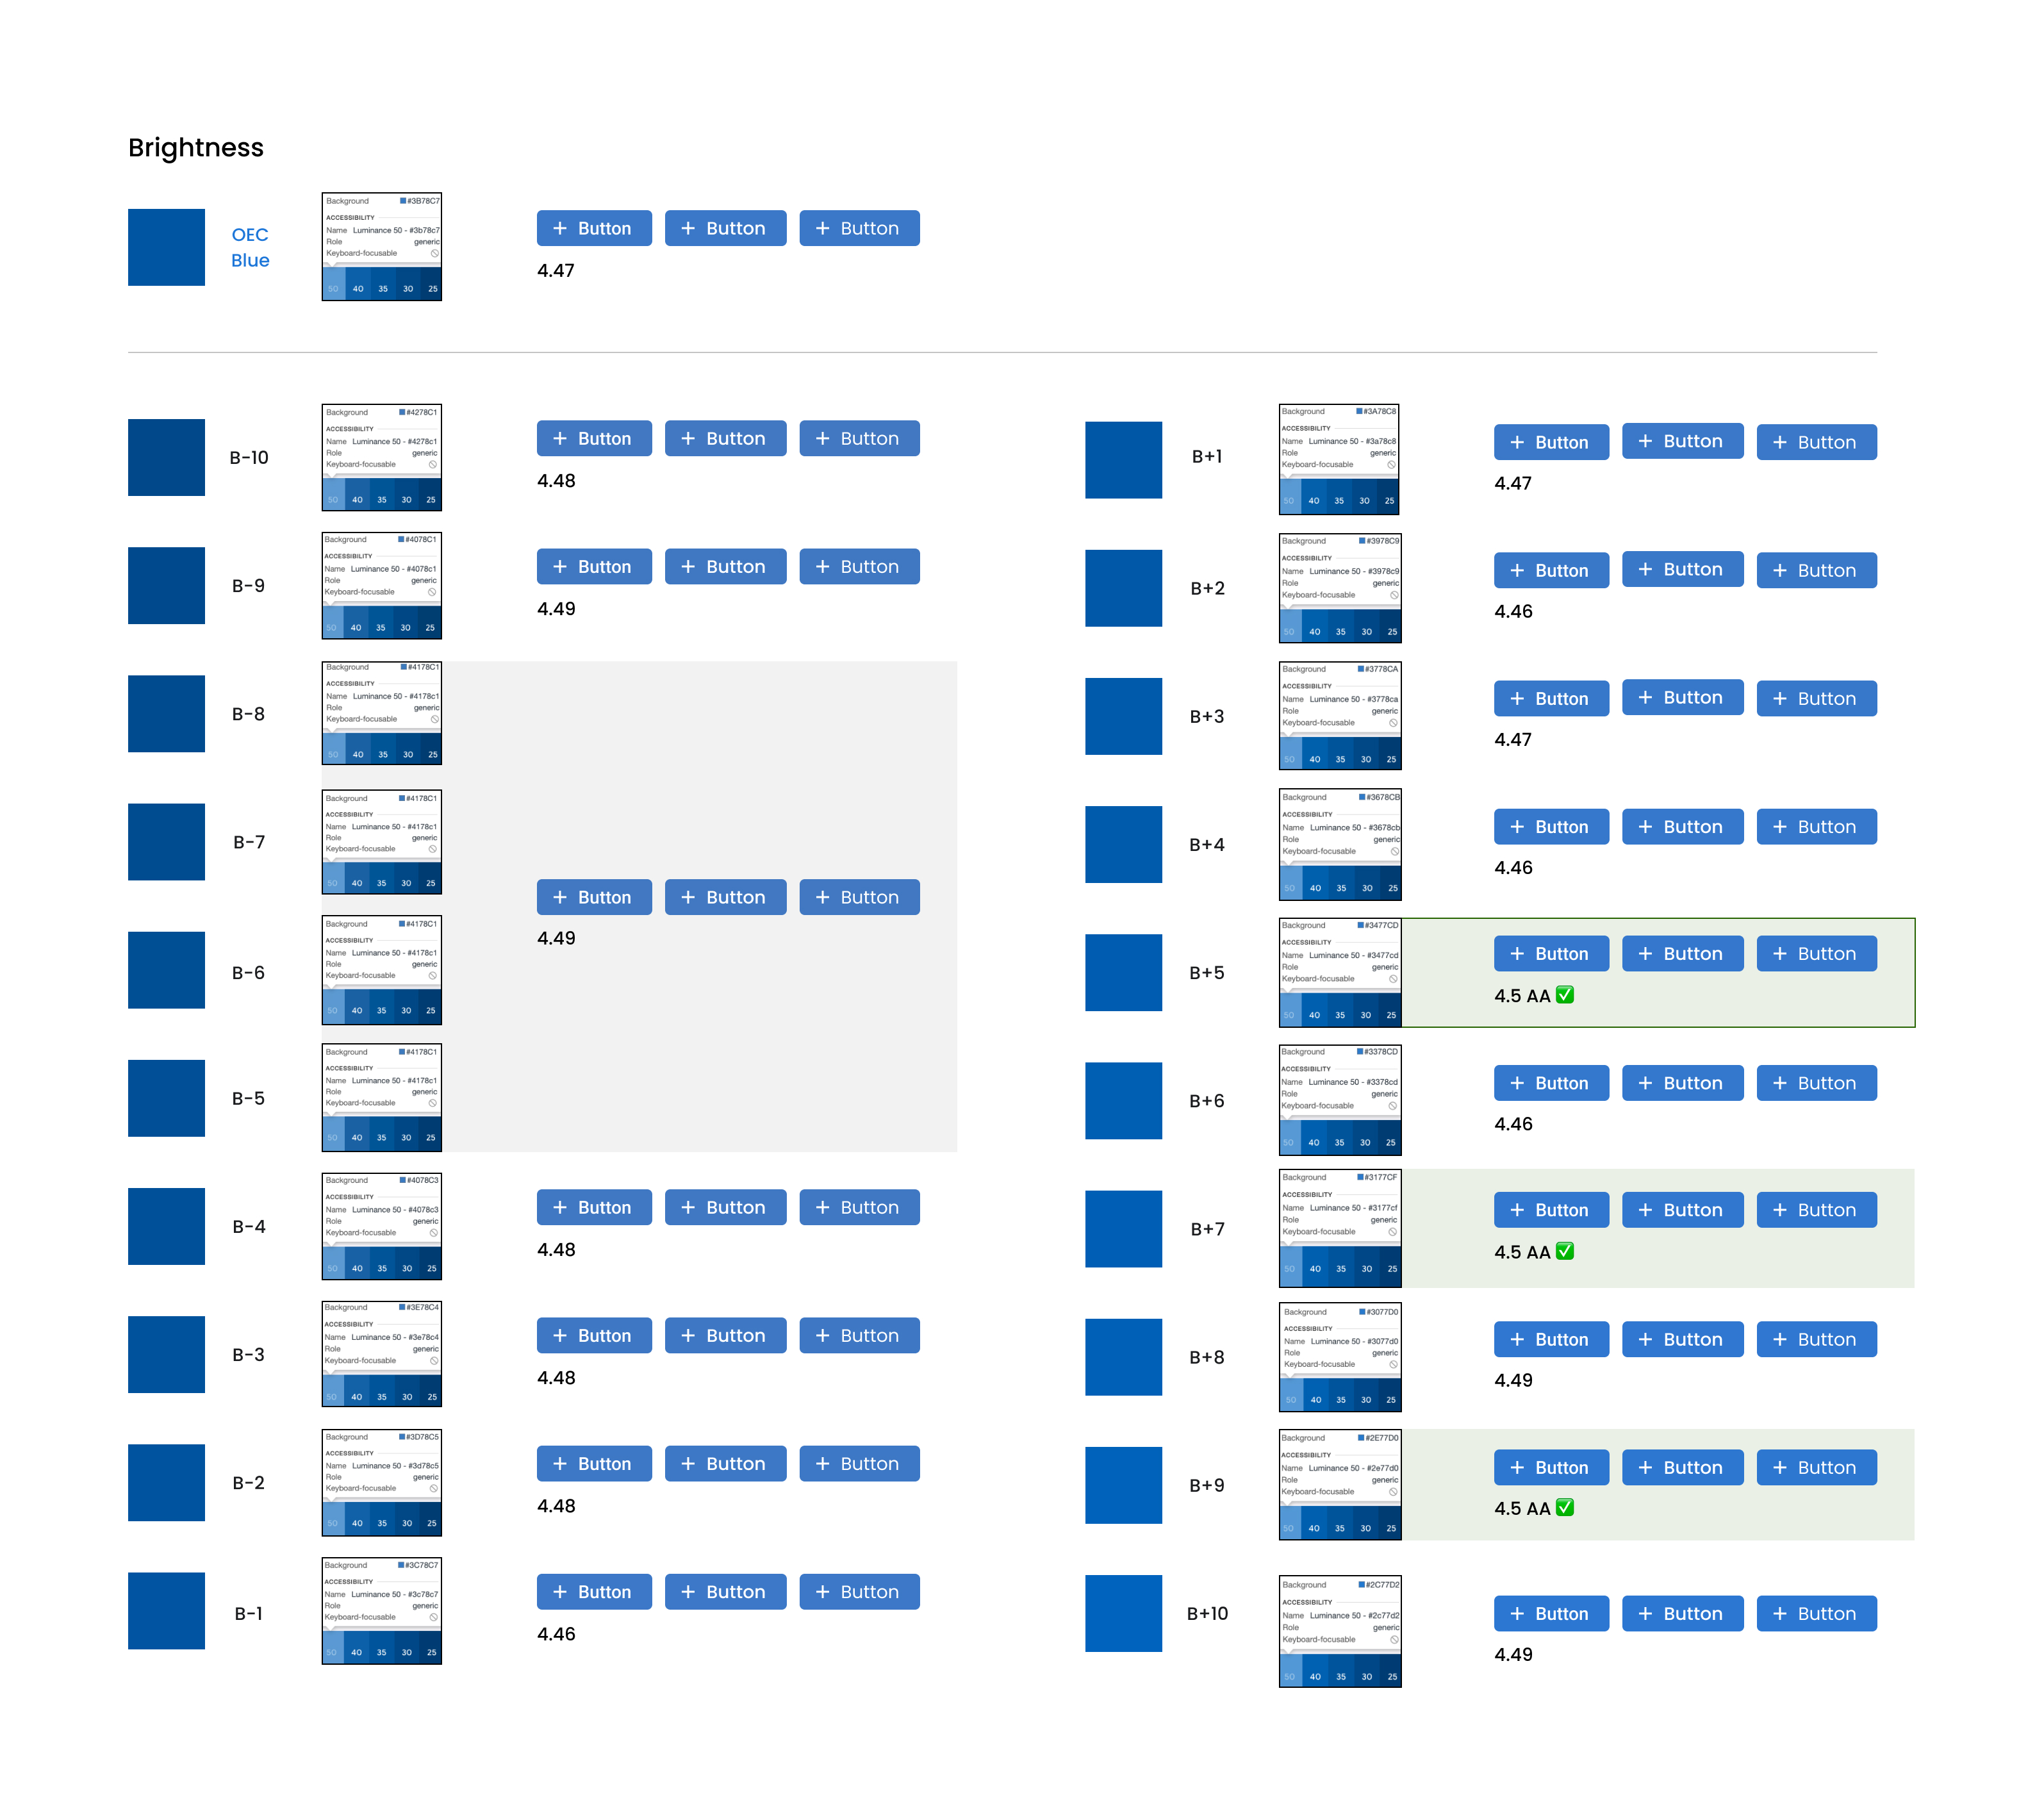 Brightness
OEC
Blue
Background #3B78C7
ACCESSIBILITY
Name Luminance 50 - #3b78c7
Role generic
Keyboard-focusable
50 40 35 30 25
+ Button + Button + Button
4.47
B-10
Background #4278C1
ACCESSIBILITY
Name Luminance 50 - #4278c1
Role generic
Keyboard-focusable
50 40 35 30 25
+ Button + Button + Button
4.48
B-9
Background #4078C1
ACCESSIBILITY
Name Luminance 50 - #4078c1
Role generic
Keyboard-focusable
50 40 35 30 25
+ Button + Button + Button
4.49
B-8
Background #4178C1
ACCESSIBILITY
Name Luminance 50 - #4178c1
Role generic
Keyboard-focusable
50 40 35 30 25
B-7
Background #4178C1
ACCESSIBILITY
Name Luminance 50 - #4178c1
Role generic
Keyboard-focusable
50 40 35 30 25
+ Button + Button + Button
4.49
B-6
Background #4178C1
ACCESSIBILITY
Name Luminance 50 - #4178c1
Role generic
Keyboard-focusable
50 40 35 30 25
B-5
Background #4178C1
ACCESSIBILITY
Name Luminance 50 - #4178c1
Role generic
Keyboard-focusable
50 40 35 30 25
B-4
Background #4078C3
ACCESSIBILITY
Name Luminance 50 - #4078c3
Role generic
Keyboard-focusable
50 40 35 30 25
+ Button + Button + Button
4.48
B-3
Background #3E78C4
ACCESSIBILITY
Name Luminance 50 - #3e78c4
Role generic
Keyboard-focusable
50 40 35 30 25
+ Button + Button + Button
4.48
B-2
Background #3D78C5
ACCESSIBILITY
Name Luminance 50 - #3d78c5
Role generic
Keyboard-focusable
50 40 35 30 25
+ Button + Button + Button
4.48
B-1
Background #3C78C7
ACCESSIBILITY
Name Luminance 50 - #3c78c7
Role generic
Keyboard-focusable
50 40 35 30 25
+ Button + Button + Button
4.46
B+1
Background #3A78C8
ACCESSIBILITY
Name Luminance 50 - #3a78c8
Role generic
Keyboard-focusable
50 40 35 30 25
+ Button + Button + Button
4.47
B+2
Background #3978C9
ACCESSIBILITY
Name Luminance 50 - #3978c9
Role generic
Keyboard-focusable
50 40 35 30 25
+ Button + Button + Button
4.46
B+3
Background #3778CA
ACCESSIBILITY
Name Luminance 50 - #3778ca
Role generic
Keyboard-focusable
50 40 35 30 25
+ Button + Button + Button
4.47
B+4
Background #3678CB
ACCESSIBILITY
Name Luminance 50 - #3678cb
Role generic
Keyboard-focusable
50 40 35 30 25
+ Button + Button + Button
4.46
B+5
Background #3477CD
ACCESSIBILITY
Name Luminance 50 - #3477cd
Role generic
Keyboard-focusable
50 40 35 30 25
+ Button + Button + Button
4.5 AA ✅
B+6
Background #3378CD
ACCESSIBILITY
Name Luminance 50 - #3378cd
Role generic
Keyboard-focusable
50 40 35 30 25
+ Button + Button + Button
4.46
B+7
Background #3177CF
ACCESSIBILITY
Name Luminance 50 - #3177cf
Role generic
Keyboard-focusable
50 40 35 30 25
+ Button + Button + Button
4.5 AA ✅
B+8
Background #3077D0
ACCESSIBILITY
Name Luminance 50 - #3077d0
Role generic
Keyboard-focusable
50 40 35 30 25
+ Button + Button + Button
4.49
B+9
Background #2E77D0
ACCESSIBILITY
Name Luminance 50 - #2e77d0
Role generic
Keyboard-focusable
50 40 35 30 25
+ Button + Button + Button
4.5 AA ✅
B+10
Background #2C77D2
ACCESSIBILITY
Name Luminance 50 - #2c77d2
Role generic
Keyboard-focusable
50 40 35 30 25
+ Button + Button + Button
4.49